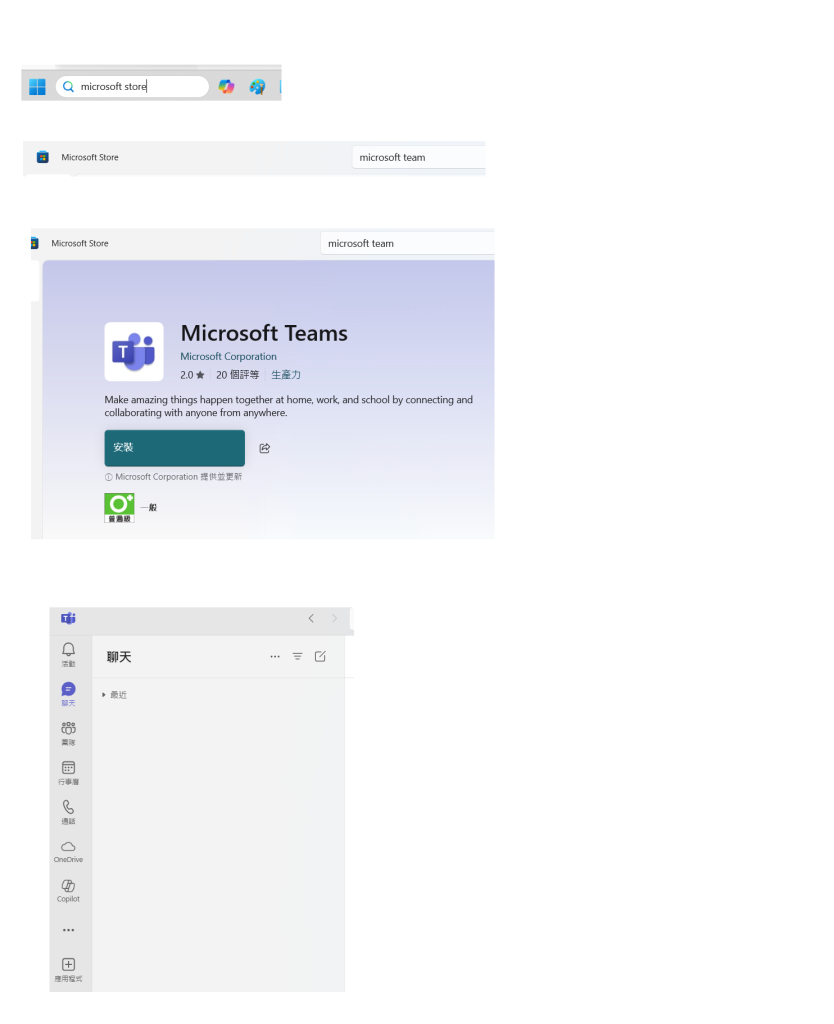 microsoft store
Microsoft Store
microsoft team
Microsoft Store
microsoft team
Microsoft Teams
Microsoft Corporation
2.0 ★ 20 個評等 生產力
Make amazing things happen together at home, work, and school by connecting and
collaborating with anyone from anywhere.
安裝
Microsoft Corporation 提供並更新
普遍級
一般
活動
聊天
聊天
最近
團隊
行事曆
通話
OneDrive
Copilot
應用程式